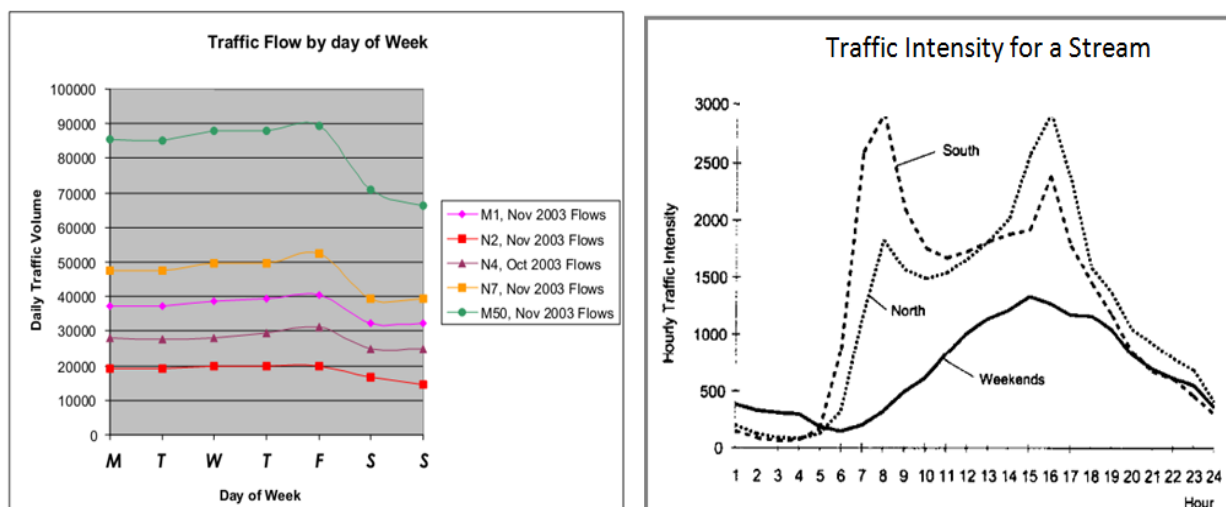 Traffic Flow by day of Week
100000
90000
80000
70000
60000
50000
40000
30000
20000
10000
0
Daily Traffic Volume
M T W T F S S
Day of Week
M1, Nov 2003 Flows
N2, Nov 2003 Flows
N4, Oct 2003 Flows
N7, Nov 2003 Flows
M50, Nov 2003 Flows
Traffic Intensity for a Stream
3000
2500
2000
1500
1000
500
0
Hourly Traffic Intensity
South
North
Weekends
1 2 3 4 5 6 7 8 9 10 11 12 13 14 15 16 17 18 19 20 21 22 23 24
Hour